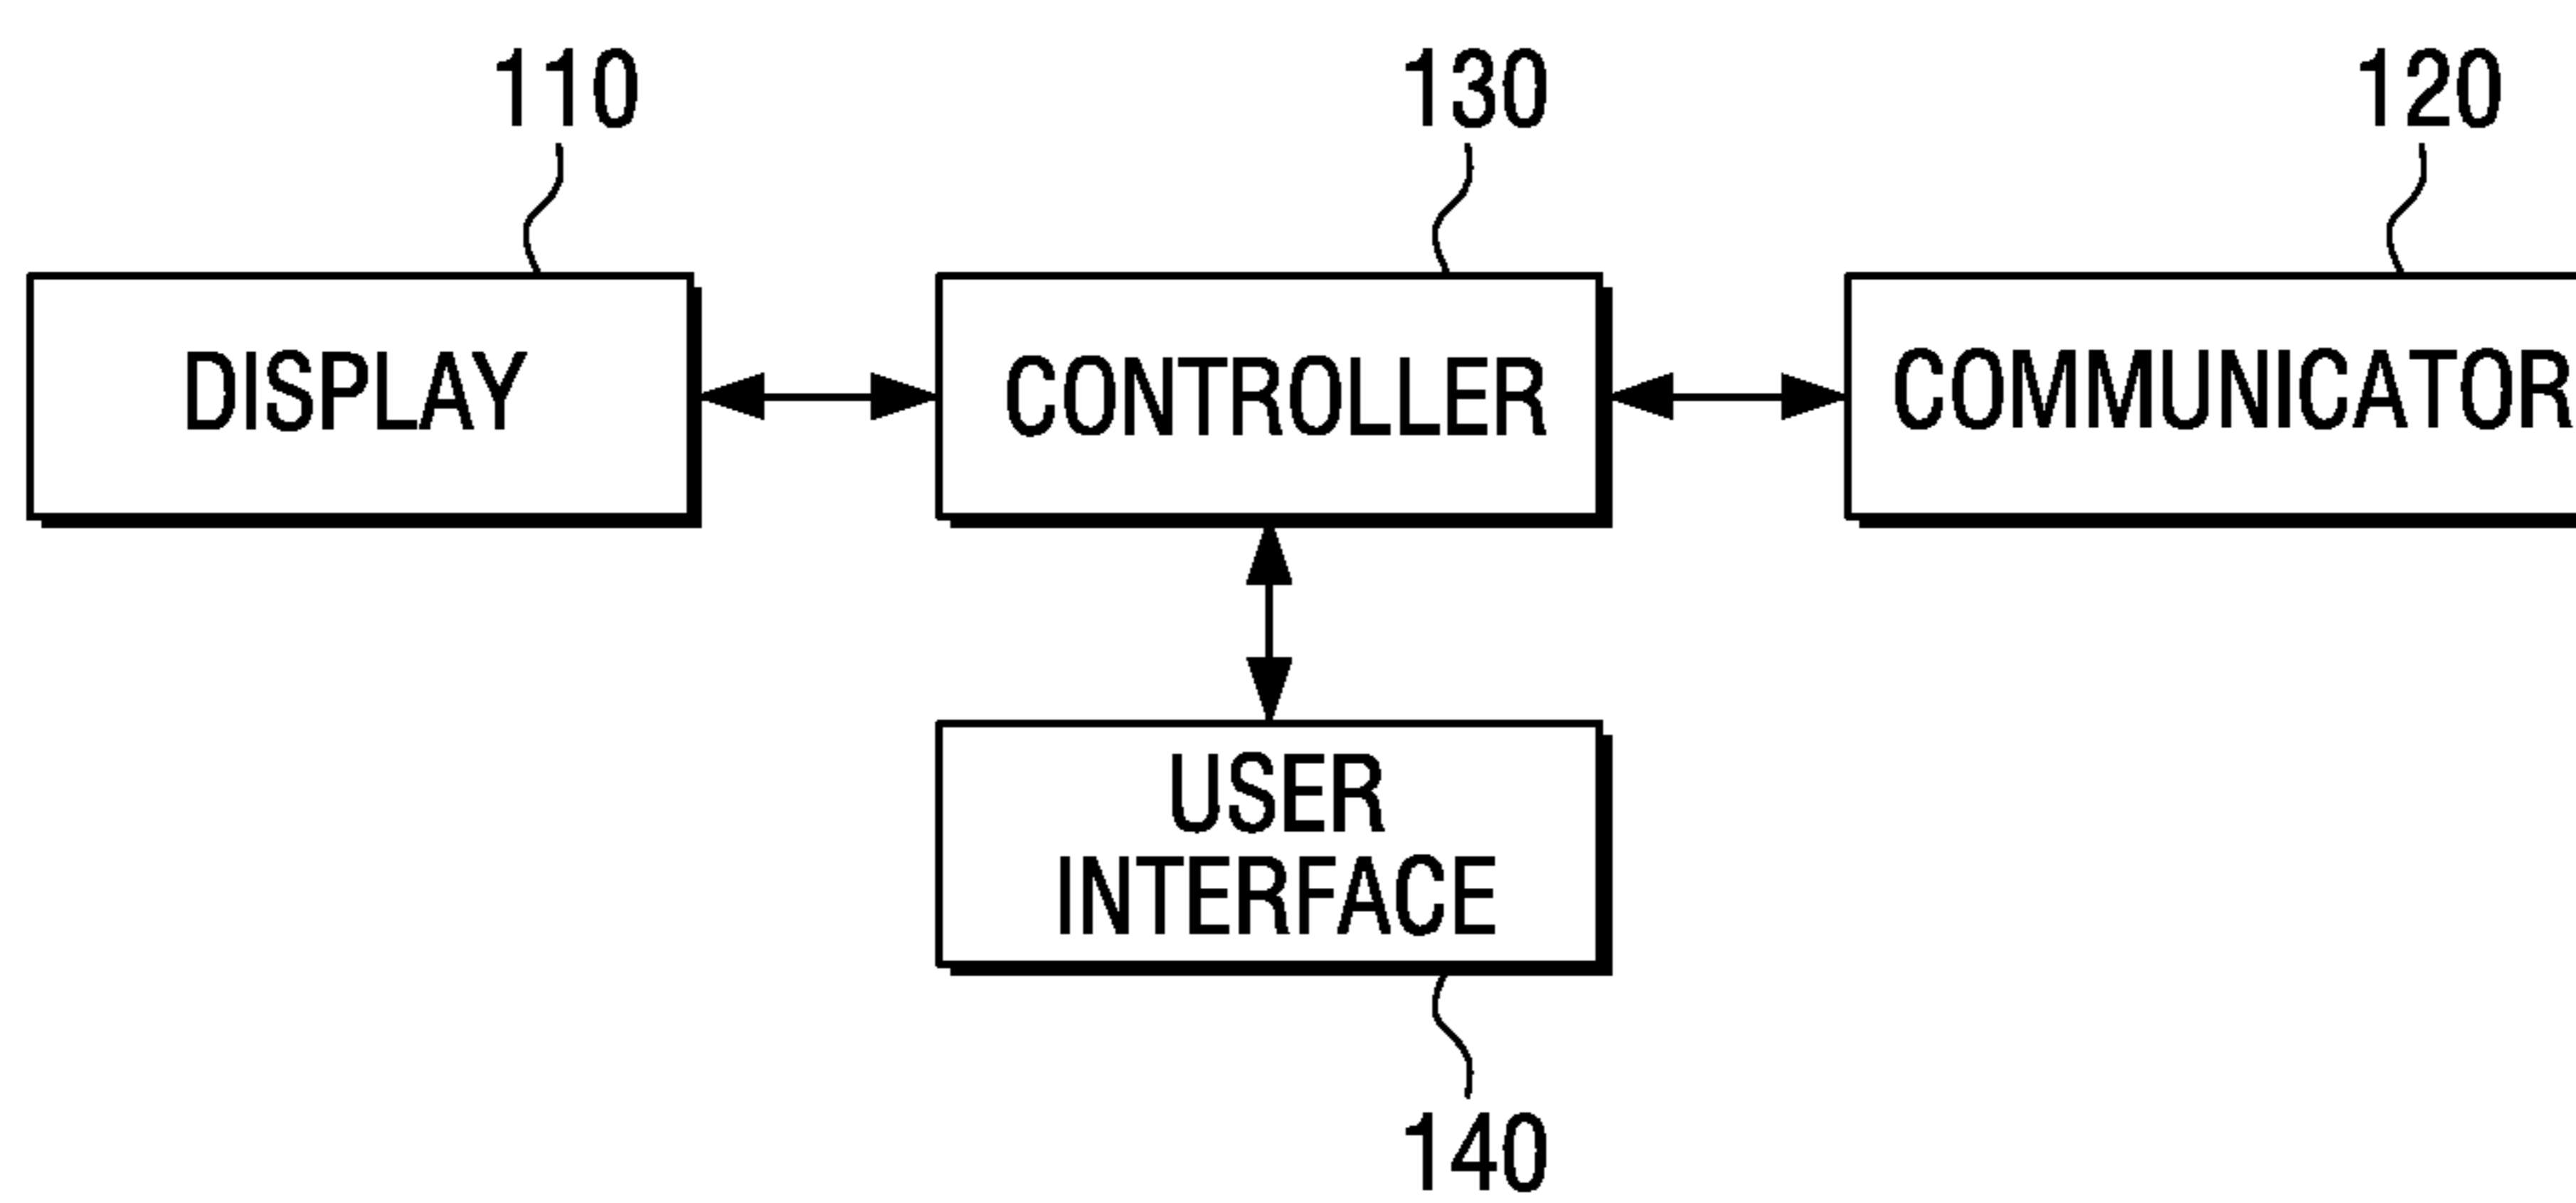 110
130
120
DISPLAY
CONTROLLER
COMMUNICATOR
USER
INTERFACE
140